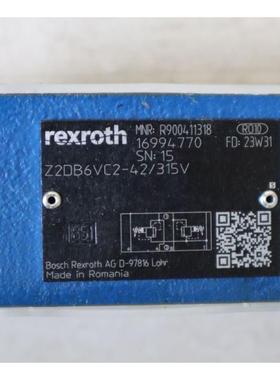 rexroth
MNR: R900411318
RQ10
16994770
FD: 23W31
SN: 15
Z2DB6VC2-42/315V
Bosch Rexroth AG D-97816 Lohr
Made in Romania